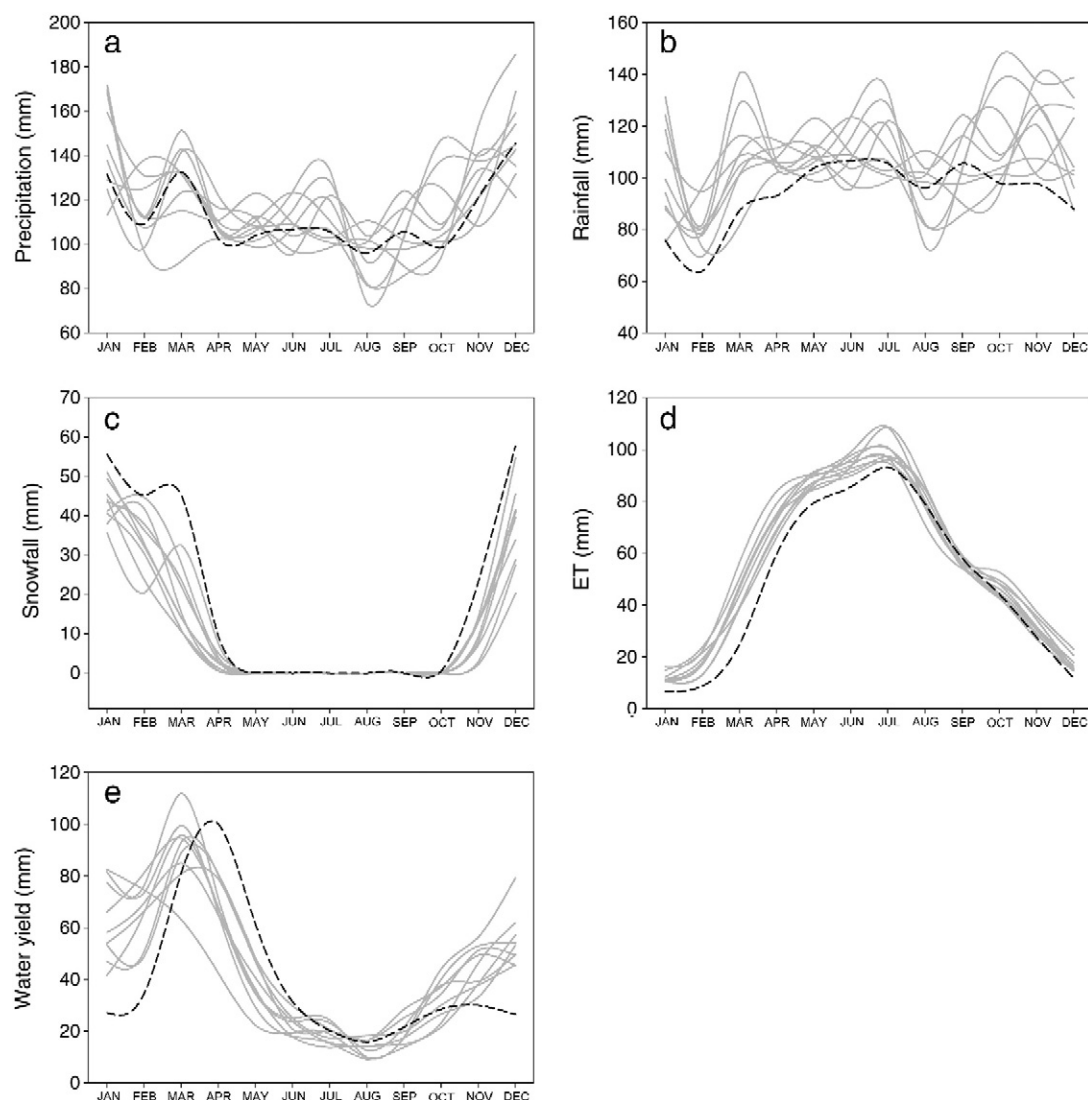 a
Precipitation (mm)
200
180
160
140
120
100
80
60
JAN FEB MAR APR MAY JUN JUL AUG SEP OCT NOV DEC
b
Rainfall (mm)
160
140
120
100
80
60
40
JAN FEB MAR APR MAY JUN JUL AUG SEP OCT NOV DEC
c
Snowfall (mm)
70
60
50
40
30
20
10
0
JAN FEB MAR APR MAY JUN JUL AUG SEP OCT NOV DEC
d
ET (mm)
120
100
80
60
40
20
0
JAN FEB MAR APR MAY JUN JUL AUG SEP OCT NOV DEC
e
Water yield (mm)
120
100
80
60
40
20
0
JAN FEB MAR APR MAY JUN JUL AUG SEP OCT NOV DEC